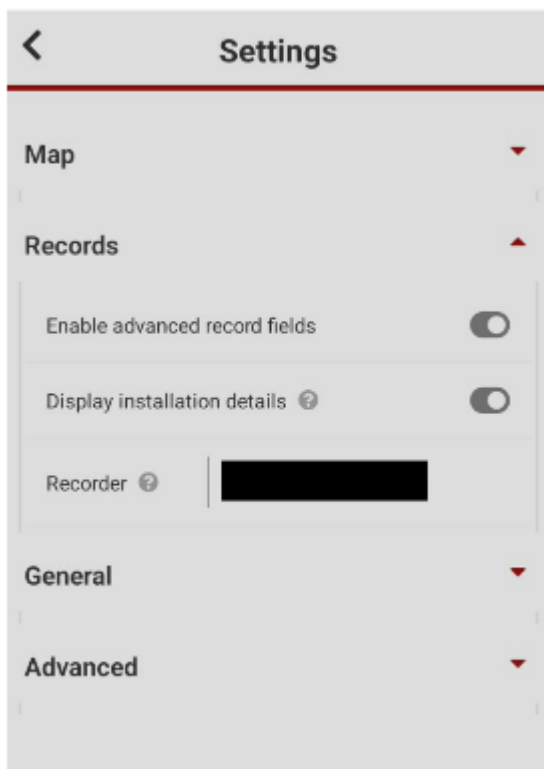 Settings
Map
Records
Enable advanced record fields
Display installation details ?
Recorder ?
General
Advanced